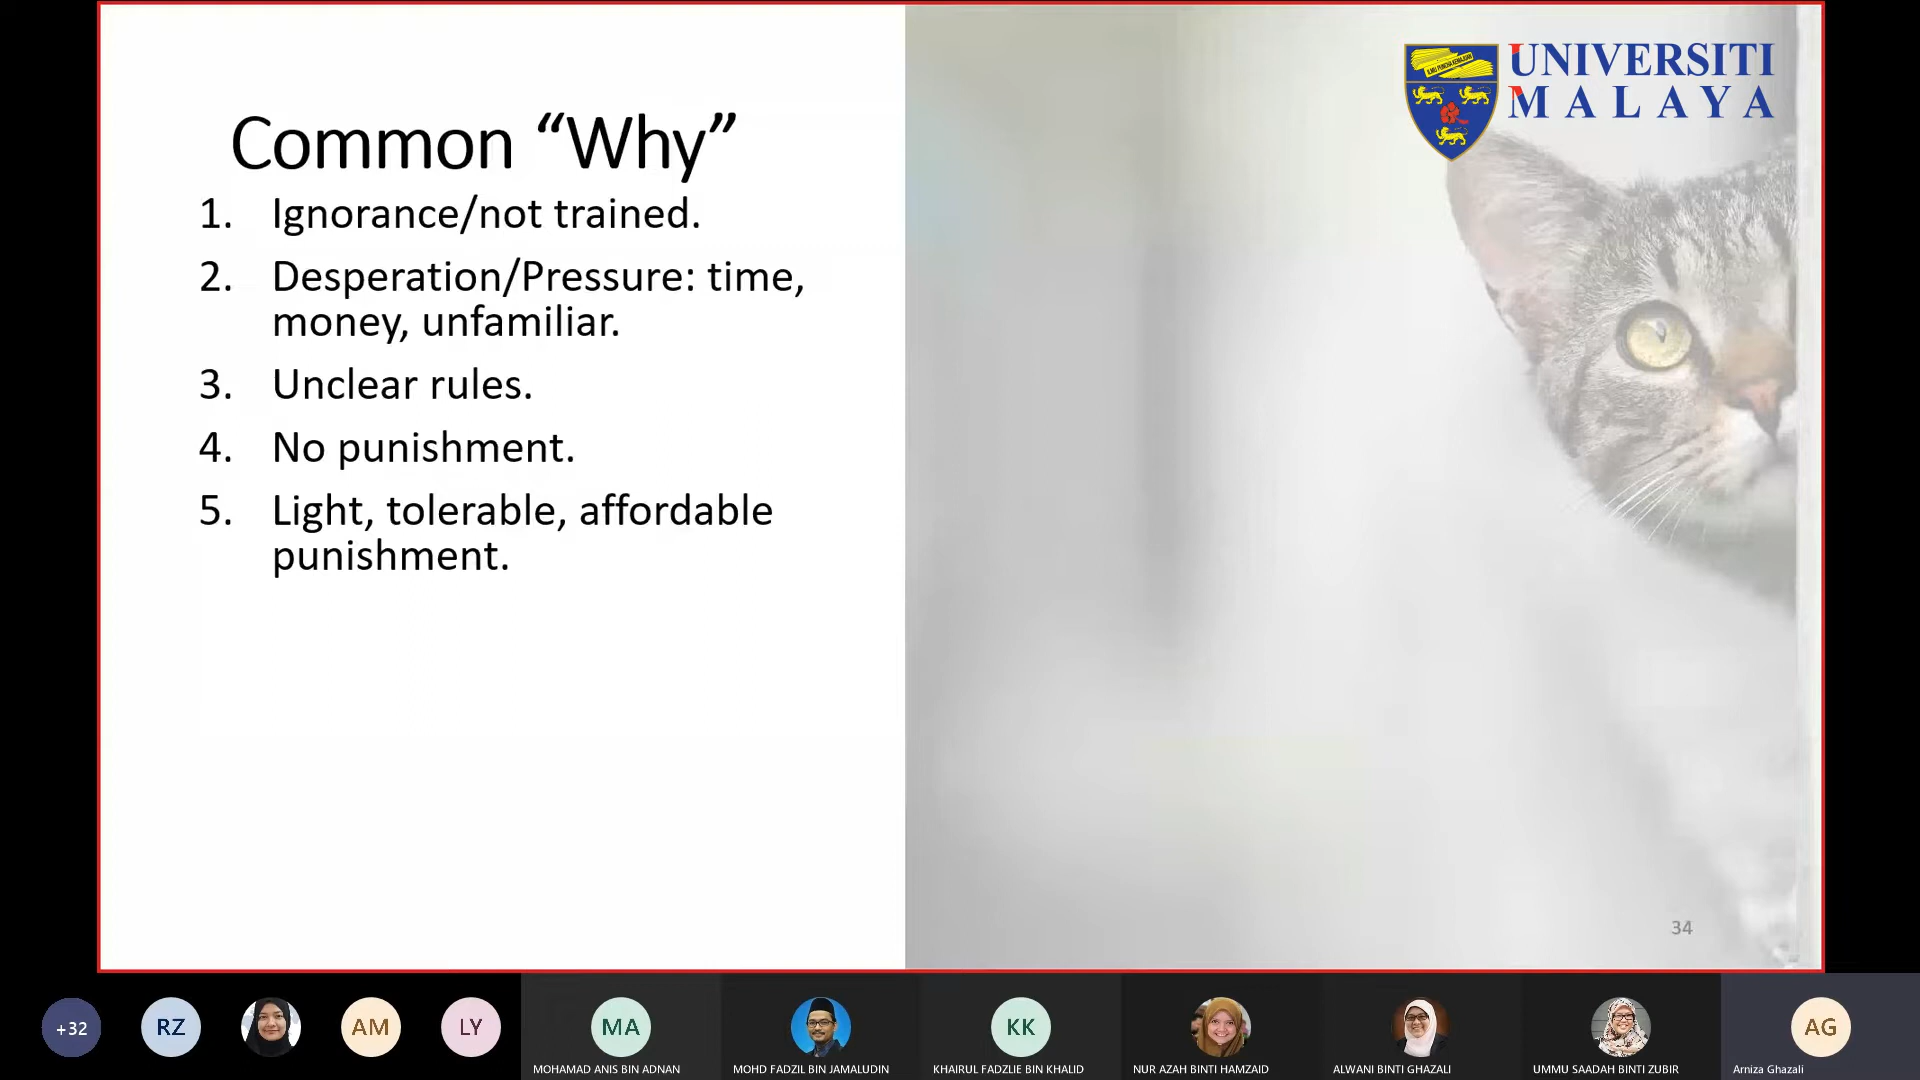 UNIVERSITI
MALAYA
ILMU PUNCHA KEMAJUAN
Common “Why”
1. Ignorance/not trained.
2. Desperation/Pressure: time,
money, unfamiliar.
3. Unclear rules.
4. No punishment.
5. Light, tolerable, affordable
punishment.
34
+32
RZ
AM
LY
MA
KK
AG
MOHAMAD ANIS BIN ADNAN
MOHD FADZIL BIN JAMALUDIN
KHAIRUL FADZLIE BIN KHALID
NUR AZAH BINTI HAMZAID
ALWANI BINTI GHAZALI
UMMU SAADAH BINTI ZUBIR
Arniza Ghazali